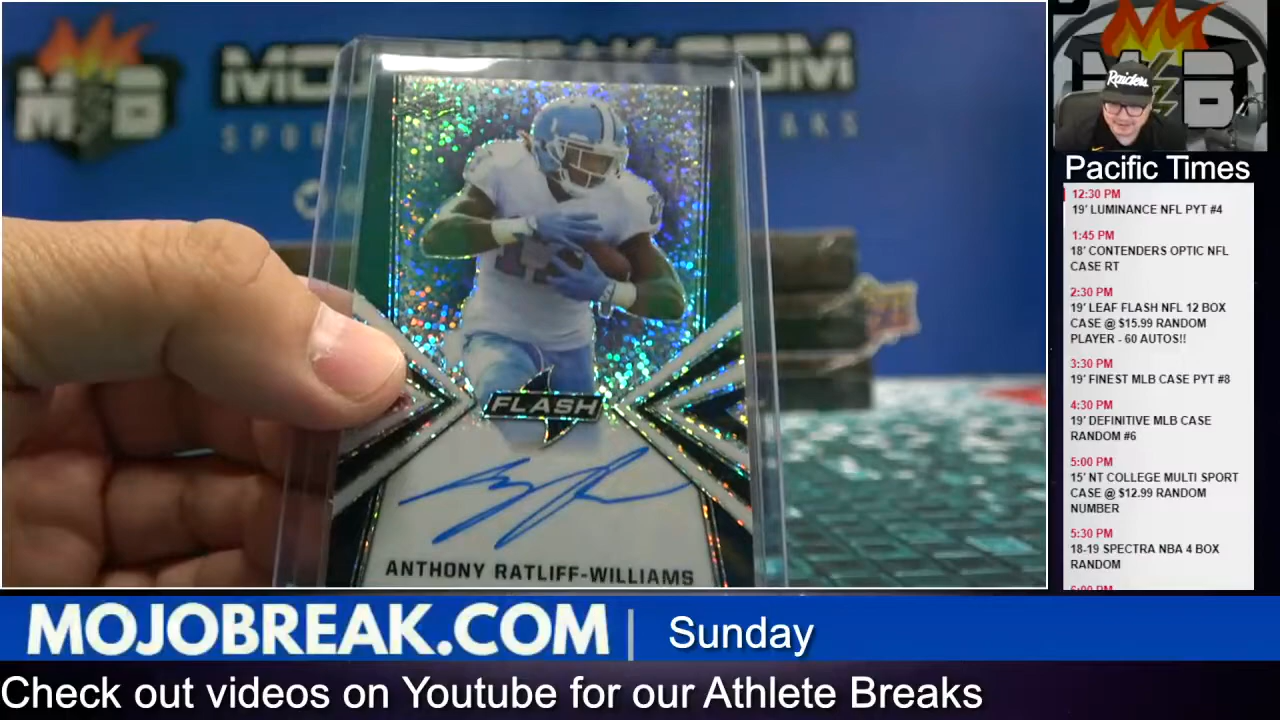 MOJOBREAK.COM
MB
FLASH
ANTHONY RATLIFF-WILLIAMS
Raiders
Pacific Times
12:30 PM
19' LUMINANCE NFL PYT #4
1:45 PM
18' CONTENDERS OPTIC NFL
CASE RT
2:30 PM
19' LEAF FLASH NFL 12 BOX
CASE @ $15.99 RANDOM
PLAYER - 60 AUTOS!!
3:30 PM
19' FINEST MLB CASE PYT #8
4:30 PM
19' DEFINITIVE MLB CASE
RANDOM #6
5:00 PM
15' NT COLLEGE MULTI SPORT
CASE @ $12.99 RANDOM
NUMBER
5:30 PM
18-19 SPECTRA NBA 4 BOX
RANDOM
MOJOBREAK.COM | Sunday
Check out videos on Youtube for our Athlete Breaks